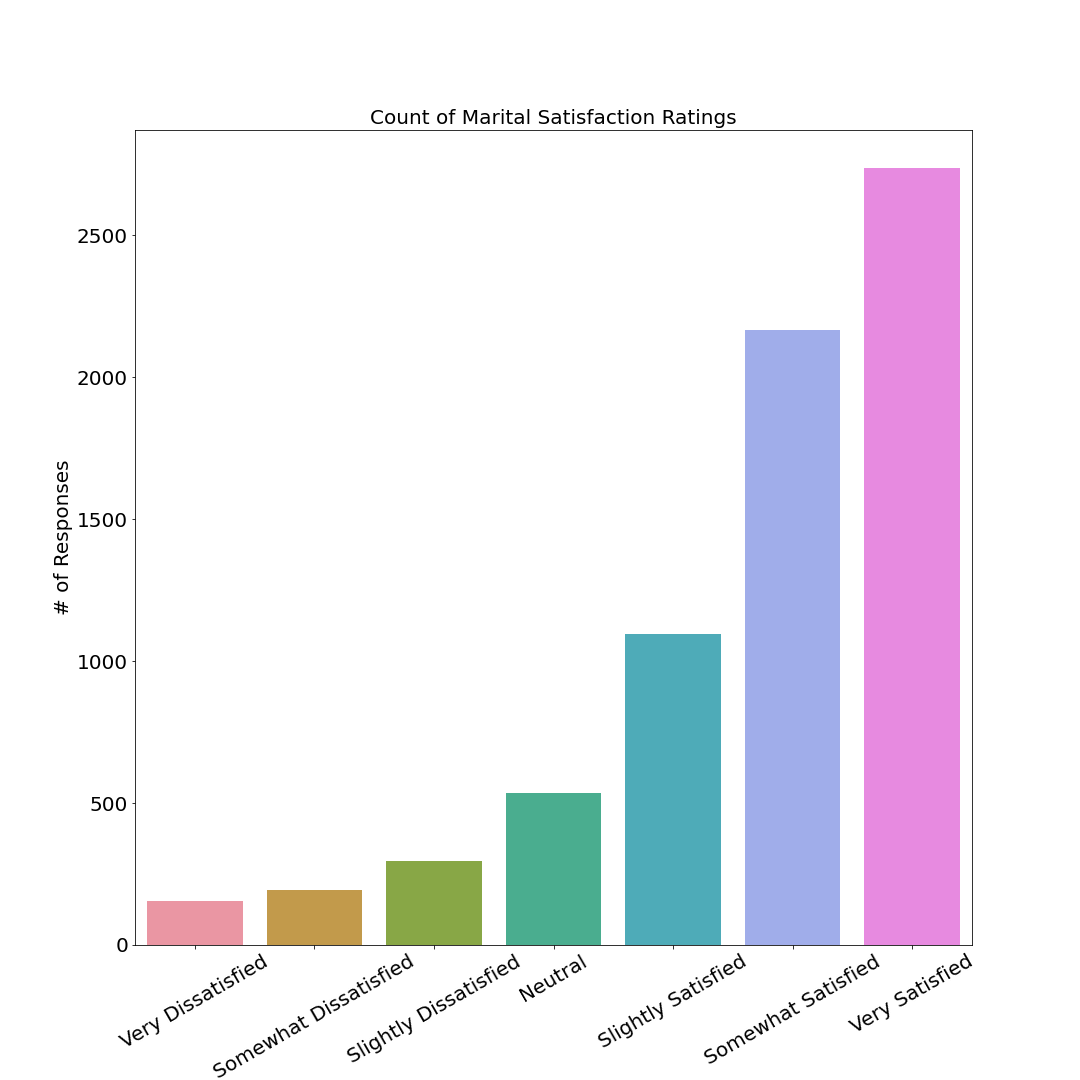 Count of Marital Satisfaction Ratings
# of Responses
2500
2000
1500
1000
500
0
Very Dissatisfied
Somewhat Dissatisfied
Slightly Dissatisfied
Neutral
Slightly Satisfied
Somewhat Satisfied
Very Satisfied